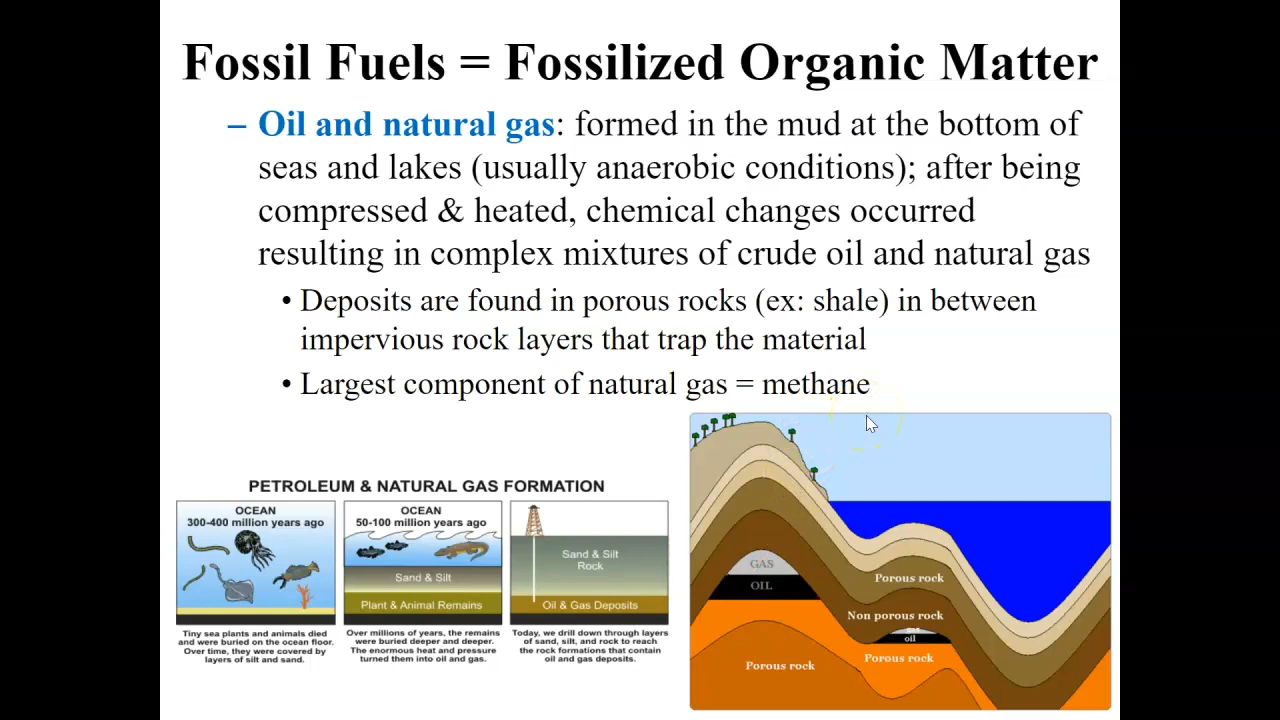 Fossil Fuels = Fossilized Organic Matter
– Oil and natural gas: formed in the mud at the bottom of
seas and lakes (usually anaerobic conditions); after being
compressed & heated, chemical changes occurred
resulting in complex mixtures of crude oil and natural gas
• Deposits are found in porous rocks (ex: shale) in between
impervious rock layers that trap the material
• Largest component of natural gas = methane
PETROLEUM & NATURAL GAS FORMATION
OCEAN
300-400 million years ago
Tiny sea plants and animals died
and were buried on the ocean floor.
Over time, they were covered by
layers of silt and sand.
OCEAN
50-100 million years ago
Sand & Silt
Plant & Animal Remains
Over millions of years, the remains
were buried deeper and deeper.
The enormous heat and pressure
turned them into oil and gas.
Sand & Silt
Rock
Oil & Gas Deposits
Today, we drill down through layers
of sand, silt, and rock to reach
the rock formations that contain
oil and gas deposits.
GAS
OIL
Porous rock
Non porous rock
gas
oil
Porous rock
Porous rock